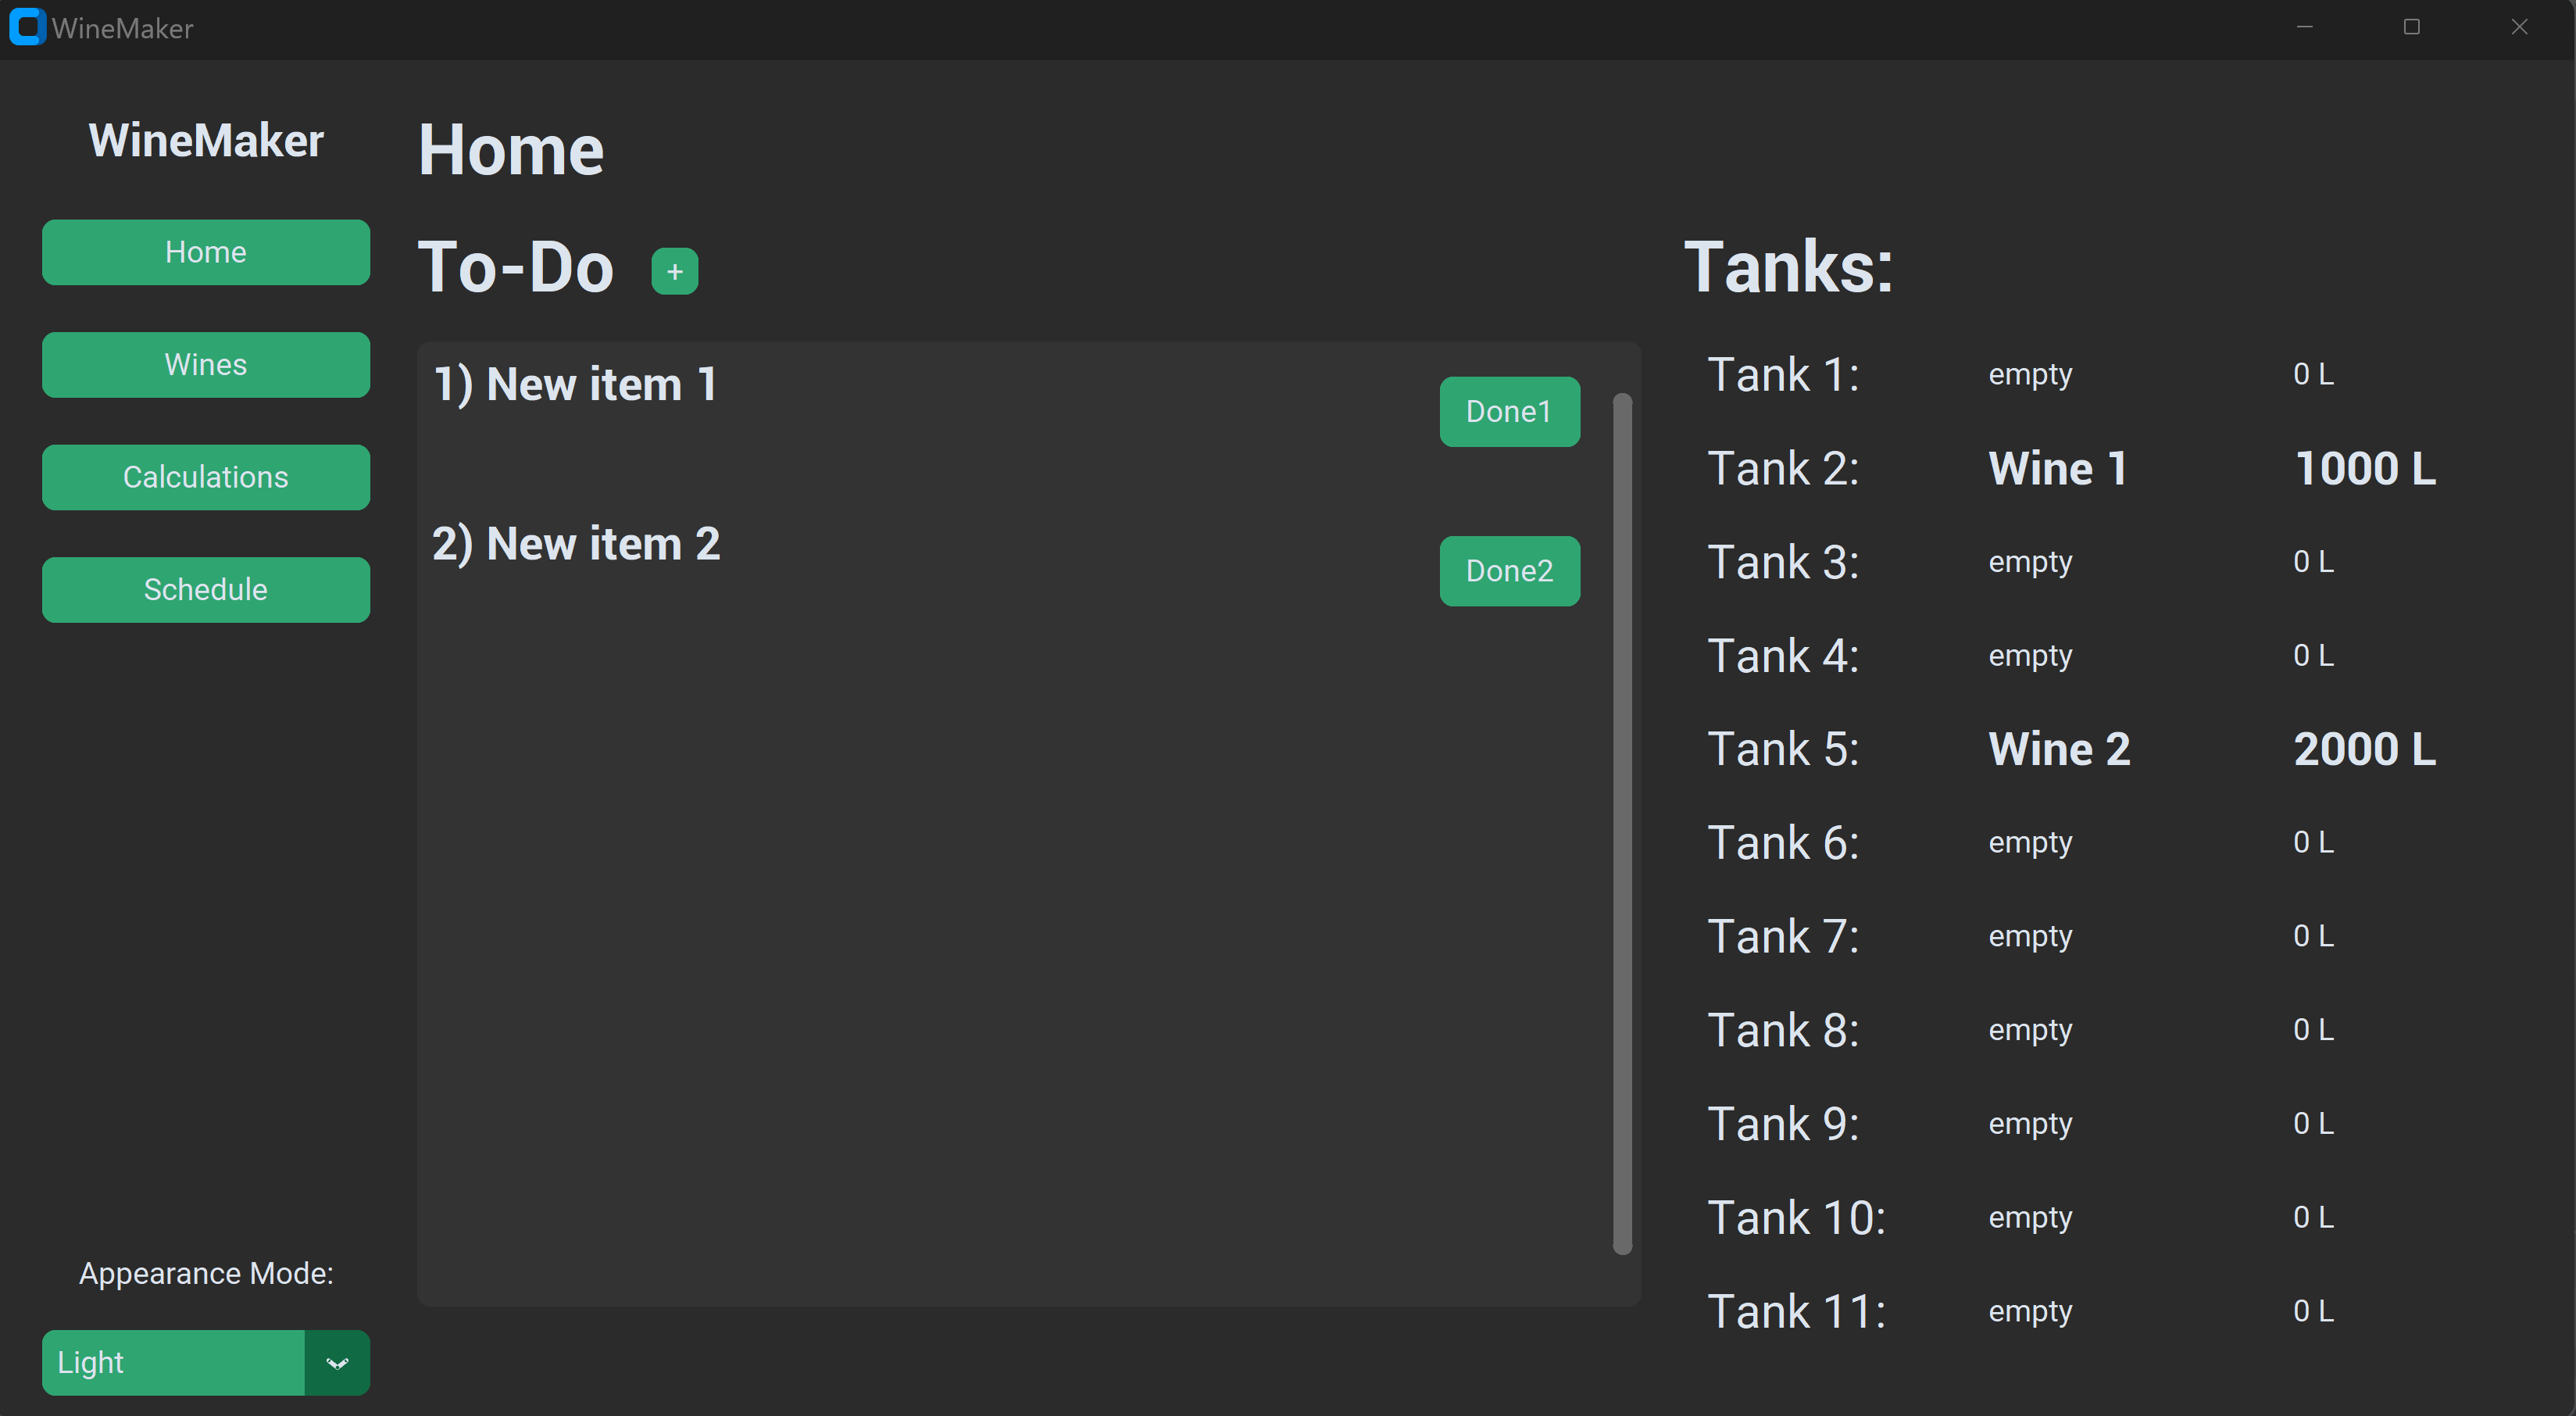 WineMaker
WineMaker
Home
Wines
Calculations
Schedule
Appearance Mode:
Light
Home
To-Do +
1) New item 1
Done1
2) New item 2
Done2
Tanks:
Tank 1: empty 0 L
Tank 2: Wine 1 1000 L
Tank 3: empty 0 L
Tank 4: empty 0 L
Tank 5: Wine 2 2000 L
Tank 6: empty 0 L
Tank 7: empty 0 L
Tank 8: empty 0 L
Tank 9: empty 0 L
Tank 10: empty 0 L
Tank 11: empty 0 L